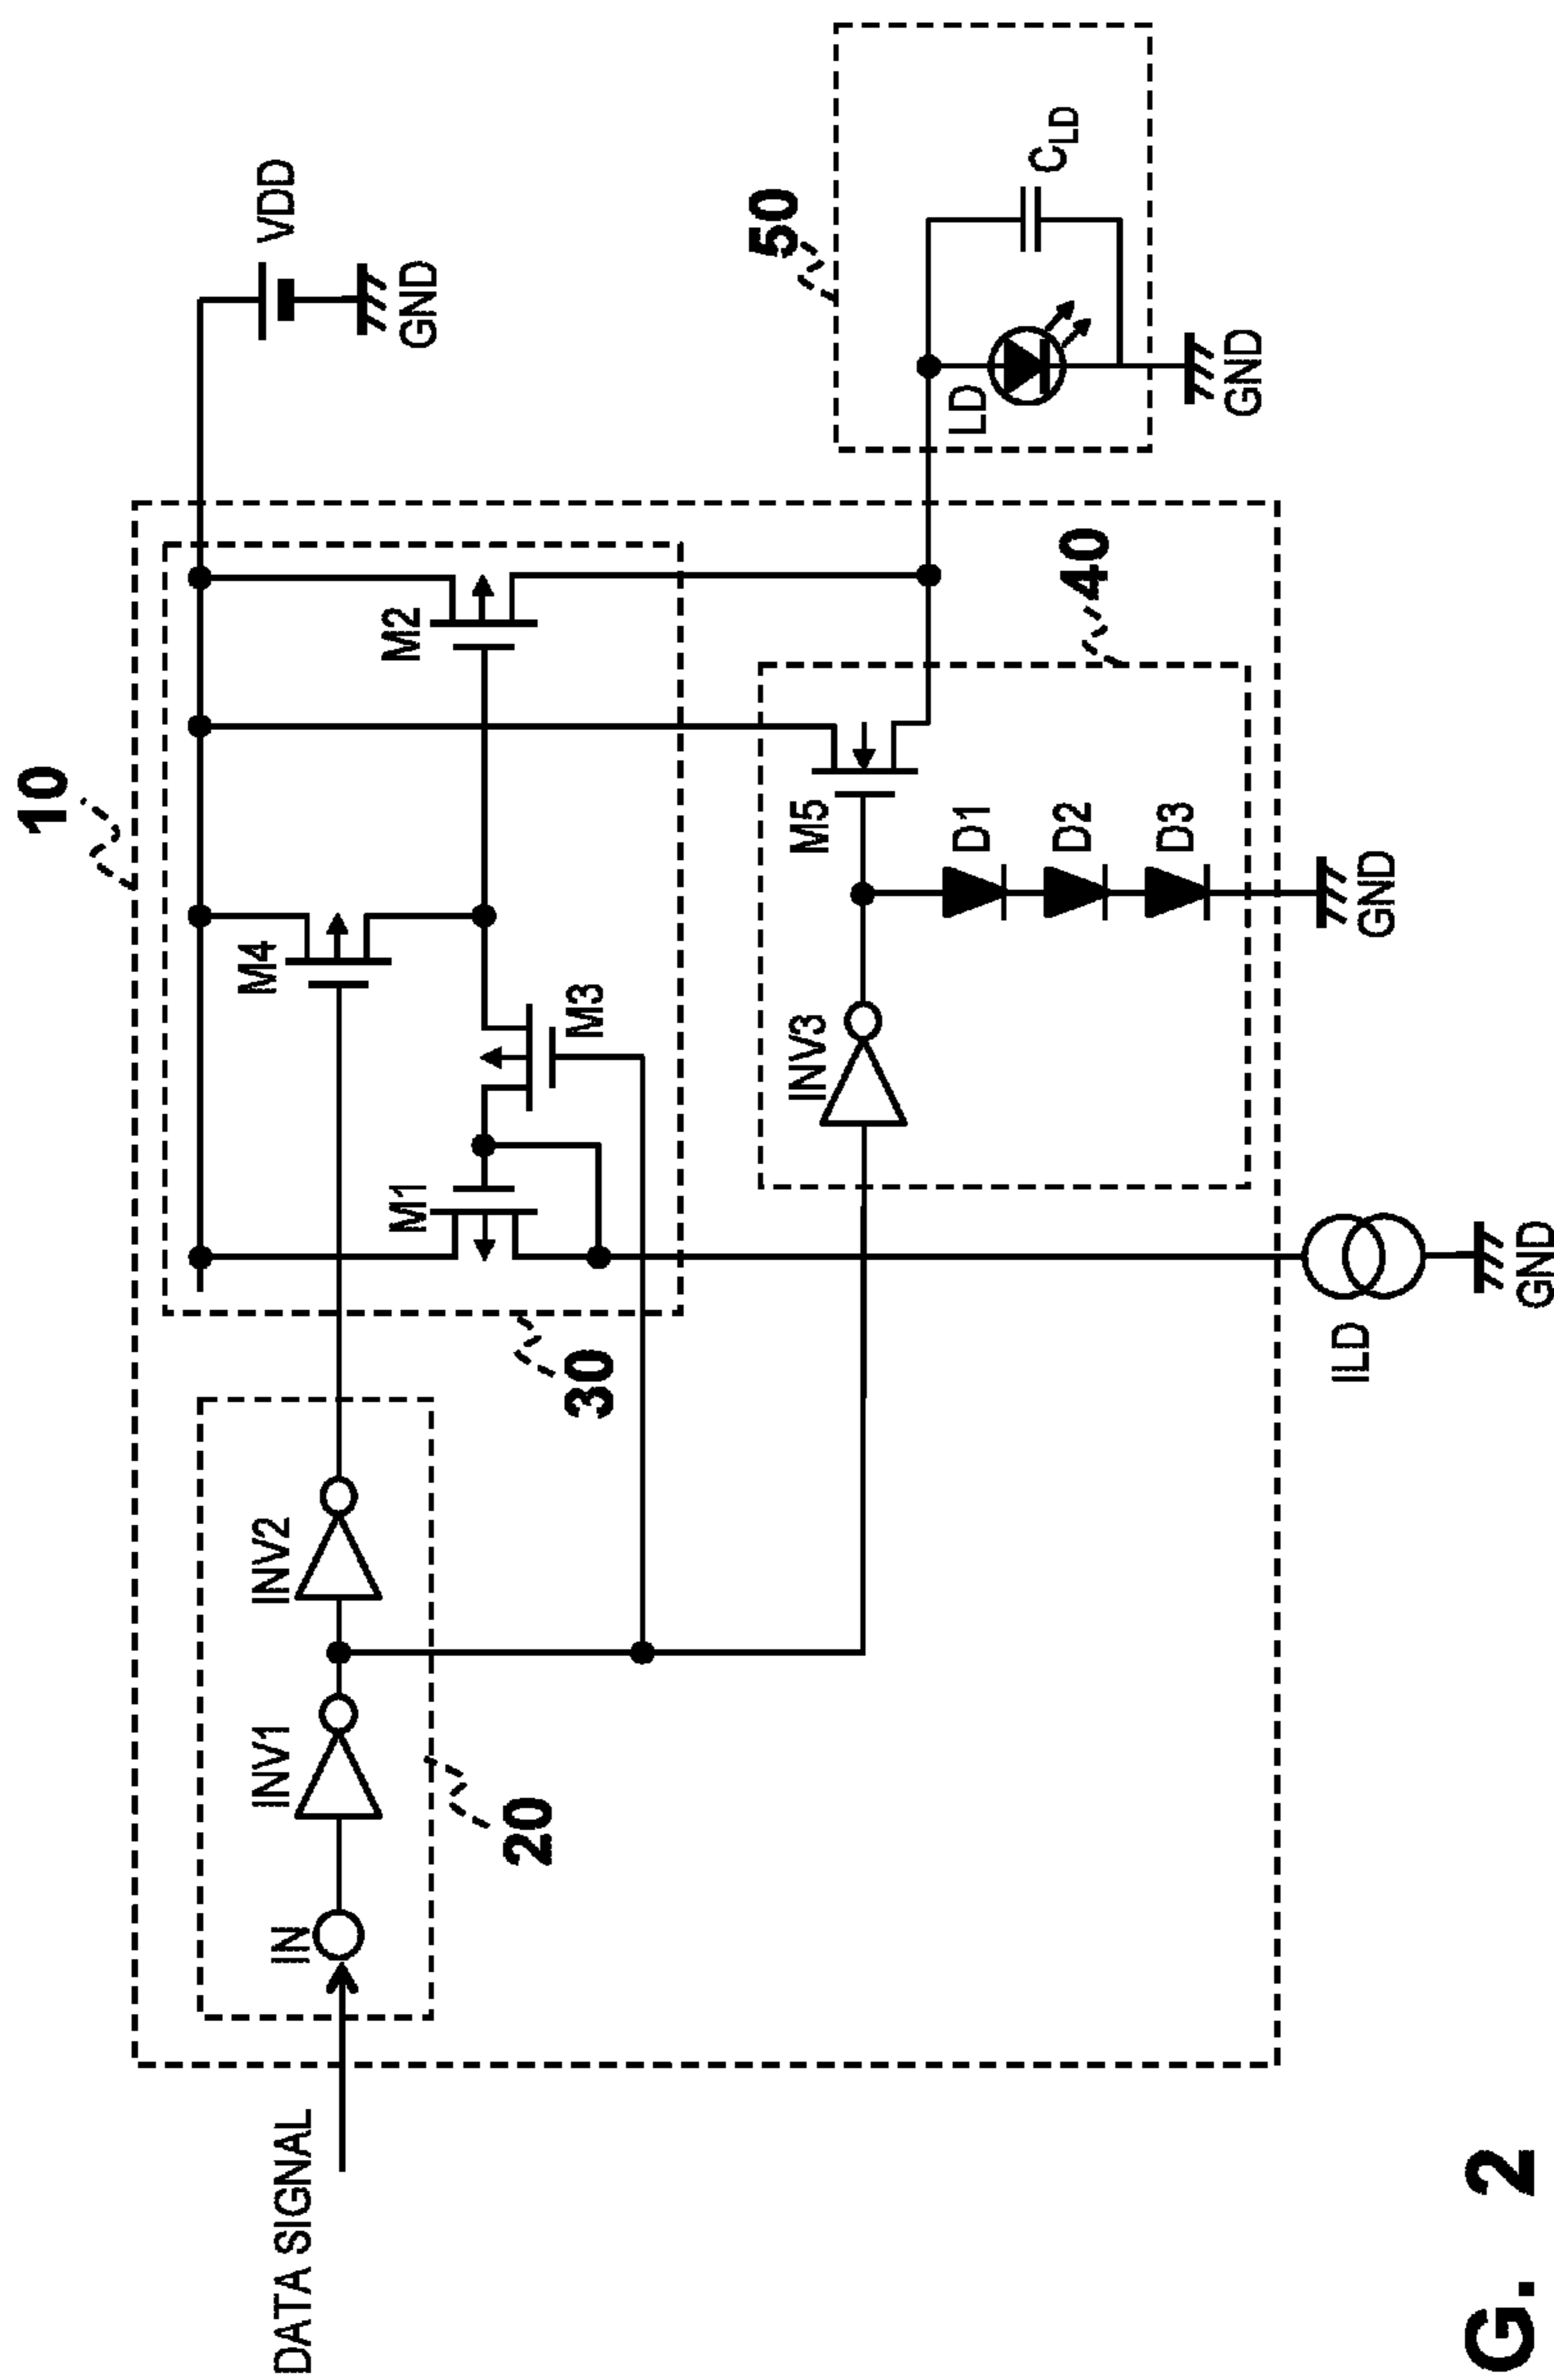 10
VDD
GND
DATA SIGNAL
IN
INV1
INV2
20
30
M4
M1
M3
M2
50
LD
CLD
GND
40
INV3
M5
D1
D2
D3
GND
ILD
GND
G. 2